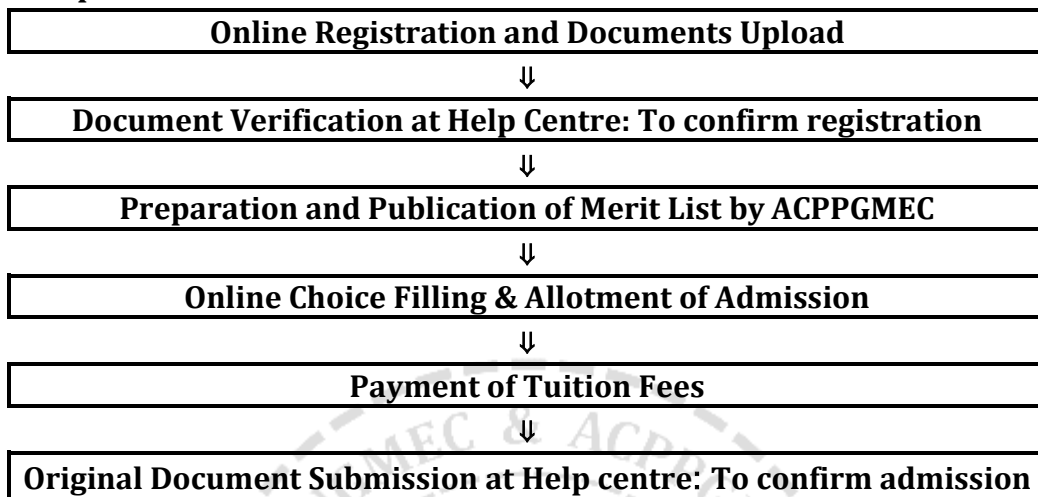 Online Registration and Documents Upload
⇓
Document Verification at Help Centre: To confirm registration
⇓
Preparation and Publication of Merit List by ACPPGMEC
⇓
Online Choice Filling & Allotment of Admission
⇓
Payment of Tuition Fees
⇓
Original Document Submission at Help centre: To confirm admission